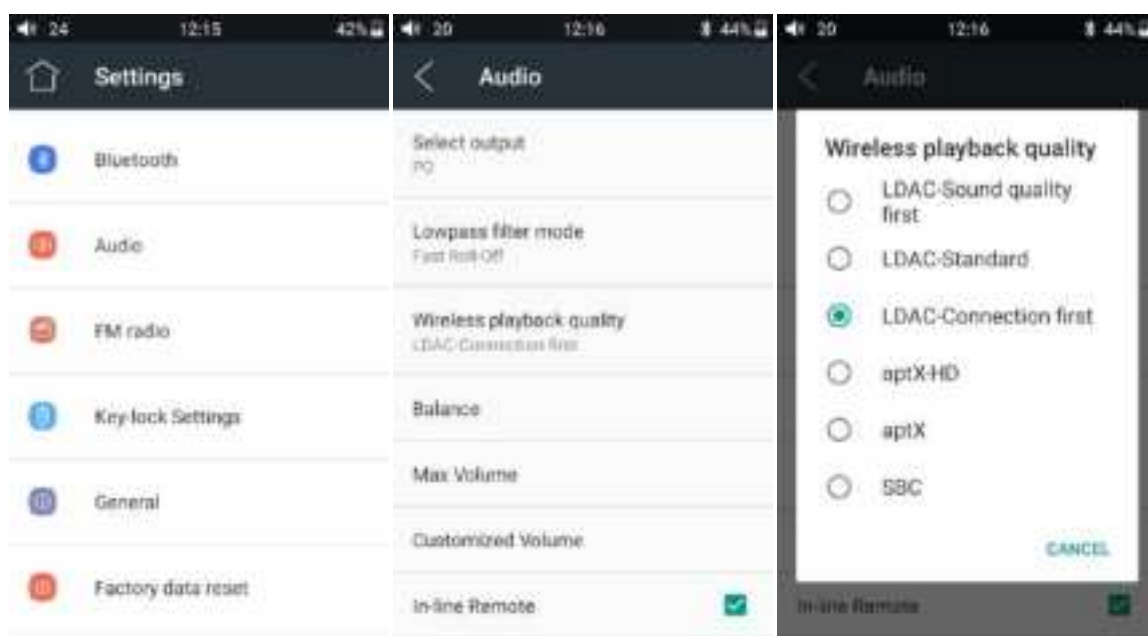 24 12:15 42%
Settings
Bluetooth
Audio
FM radio
Key-lock Settings
General
Factory data reset
20 12:16 44%
Audio
Select output
PO
Lowpass filter mode
Fast Roll-Off
Wireless playback quality
LDAC-Connection first
Balance
Max Volume
Customized Volume
In-line Remote
20 12:16 44%
Audio
Wireless playback quality
LDAC-Sound quality
first
LDAC-Standard
LDAC-Connection first
aptX-HD
aptX
SBC
CANCEL
In-line Remote